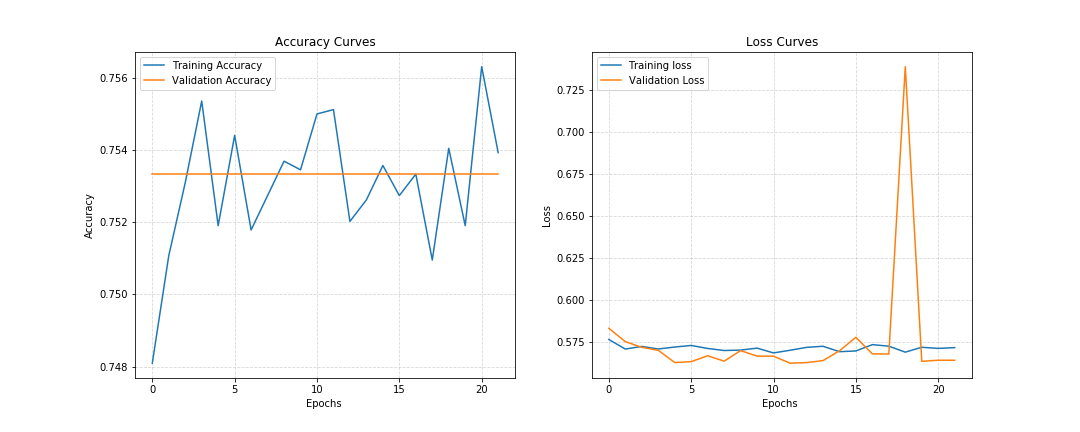 Accuracy Curves
Training Accuracy
Validation Accuracy
0.756
0.754
0.752
0.750
0.748
Accuracy
0
5
10
15
20
Epochs
Loss Curves
Training loss
Validation Loss
0.725
0.700
0.675
0.650
0.625
0.600
0.575
Loss
0
5
10
15
20
Epochs